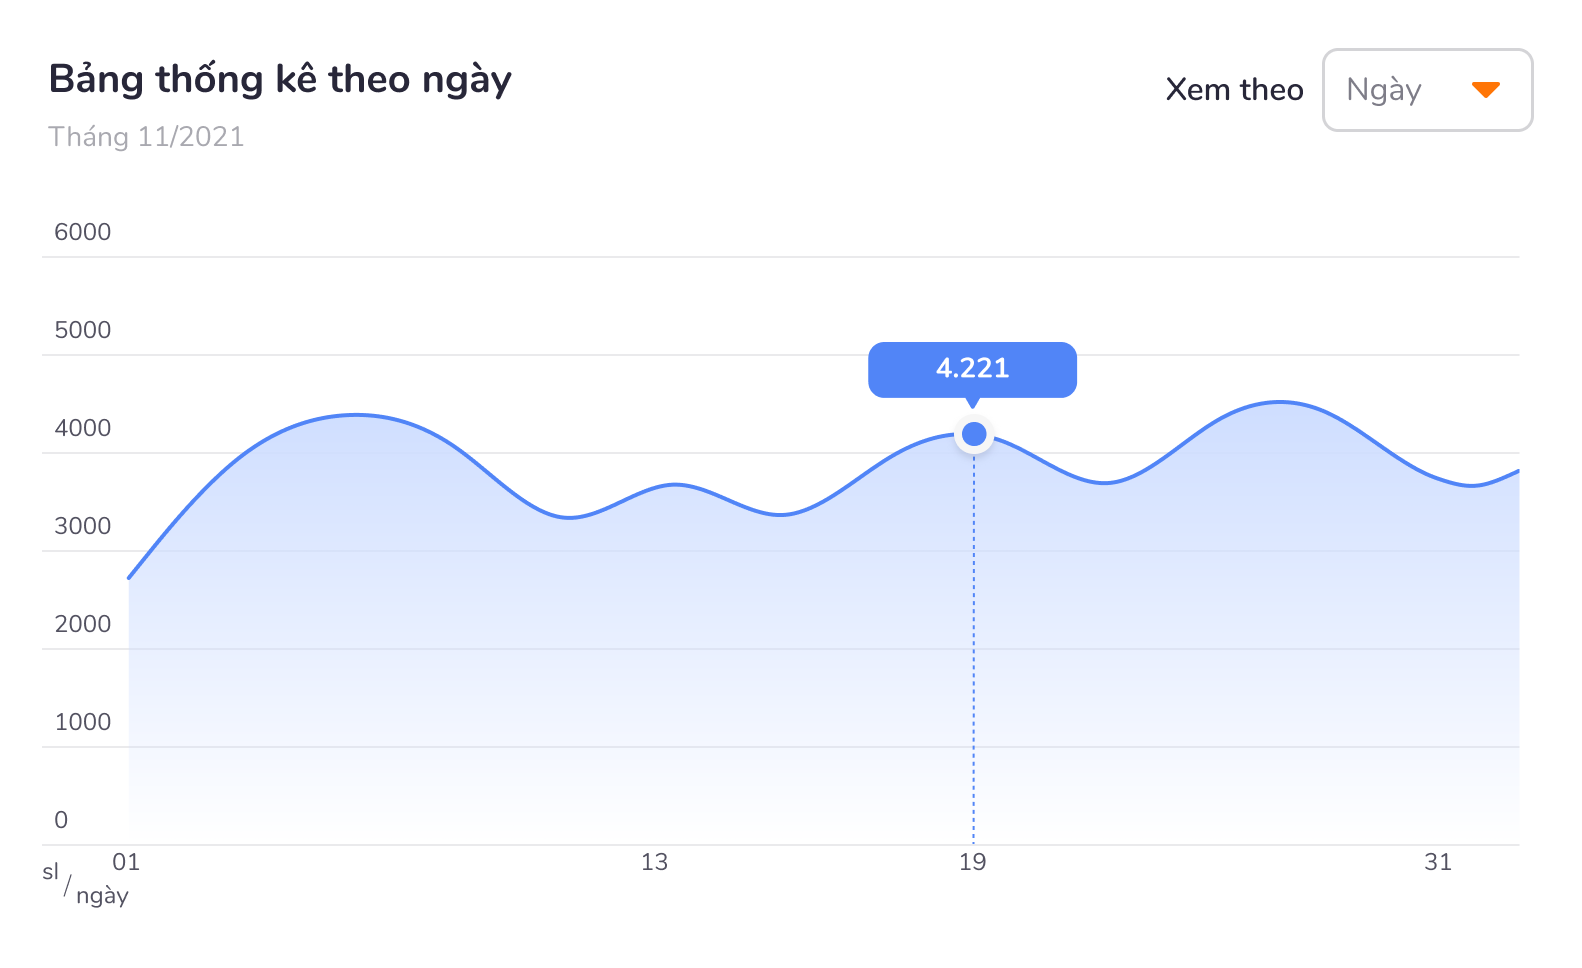 Bảng thống kê theo ngày
Tháng 11/2021
Xem theo
Ngày
6000
5000
4.221
4000
3000
2000
1000
0
01 13 19 31
sl / ngày